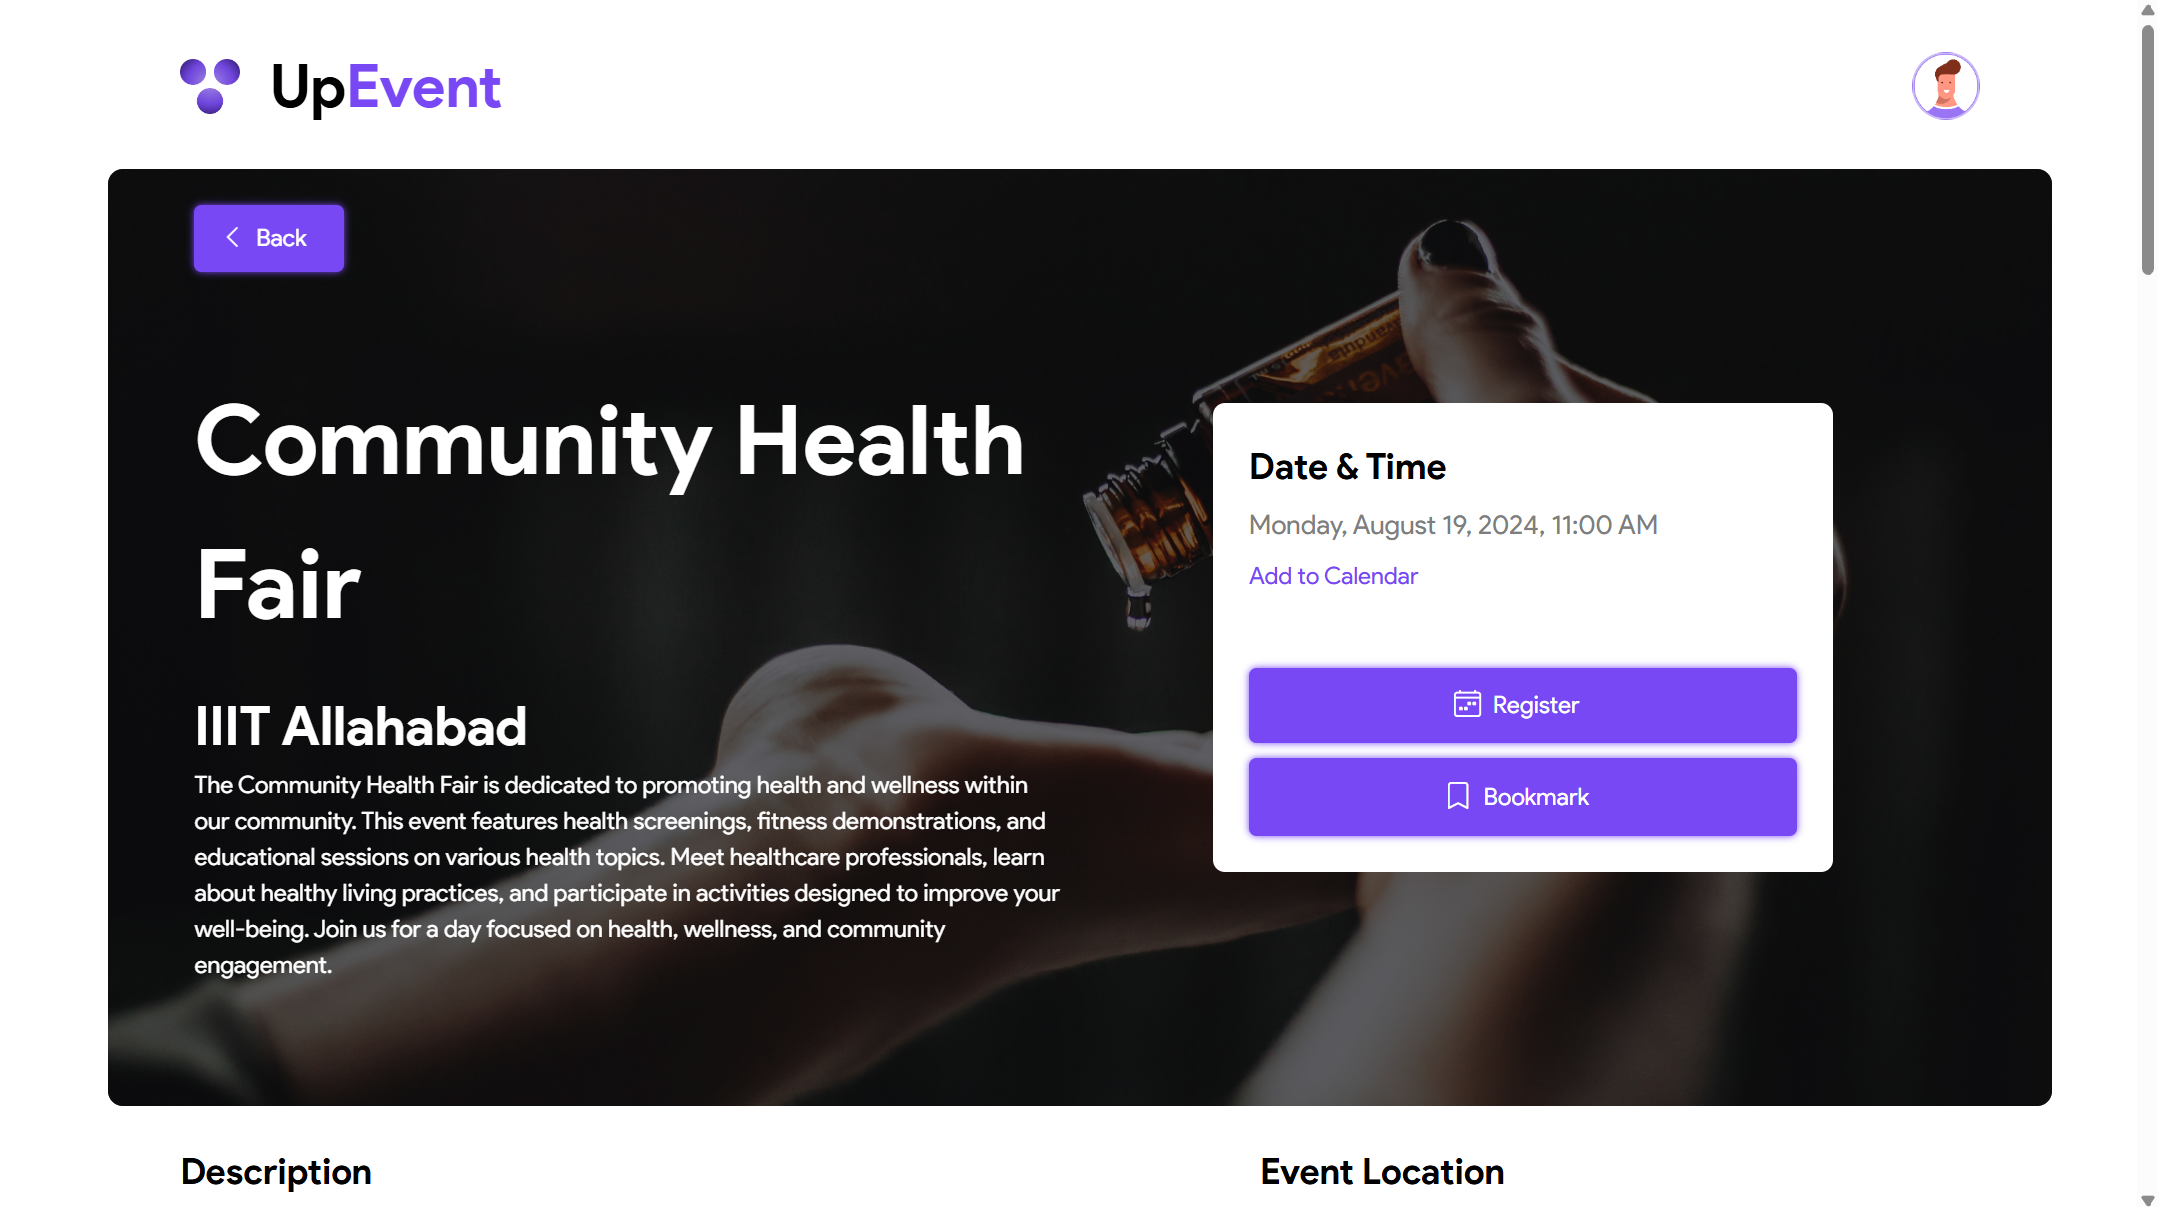 UpEvent
Back
Community Health
Fair
IIIT Allahabad
The Community Health Fair is dedicated to promoting health and wellness within
our community. This event features health screenings, fitness demonstrations, and
educational sessions on various health topics. Meet healthcare professionals, learn
about healthy living practices, and participate in activities designed to improve your
well-being. Join us for a day focused on health, wellness, and community
engagement.
Date & Time
Monday, August 19, 2024, 11:00 AM
Add to Calendar
Register
Bookmark
Description
Event Location